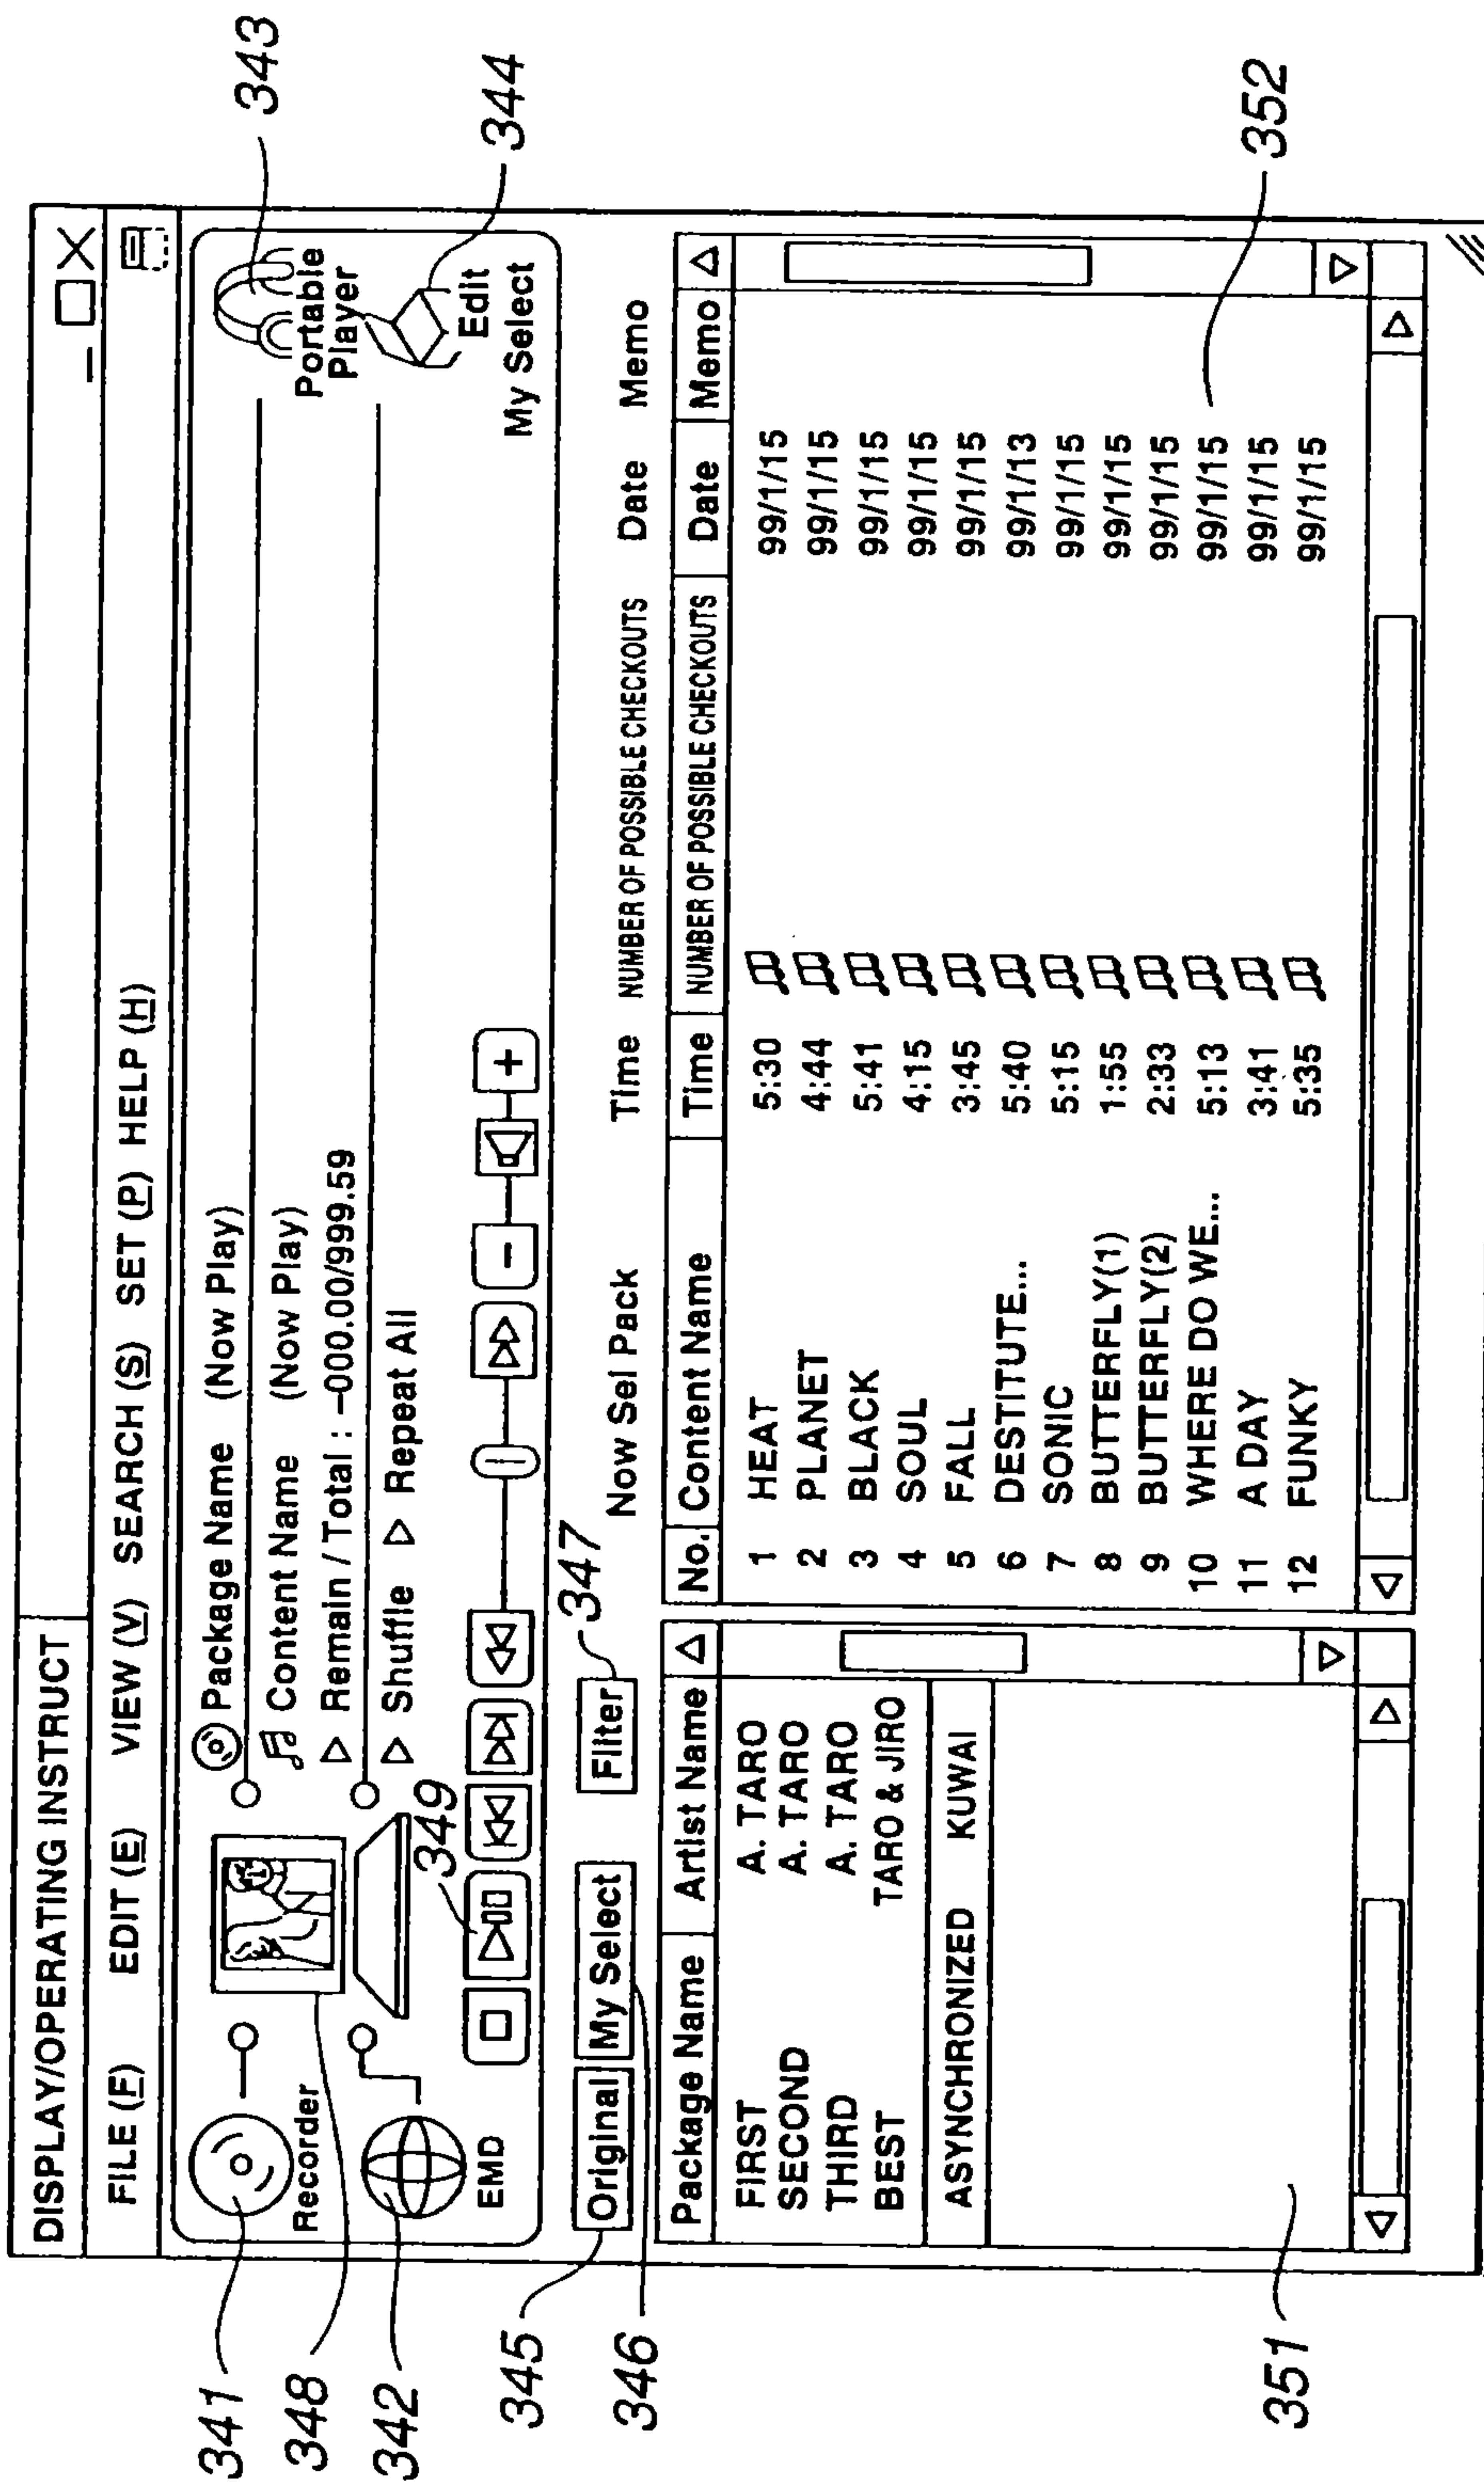 DISPLAY/OPERATING INSTRUCT
FILE (F) EDIT (E) VIEW (V) SEARCH (S) SET (P) HELP (H)
341
Recorder
348
342
EMD
Package Name (Now Play)
Content Name (Now Play)
Remain / Total : –000.00/999.59
Shuffle Repeat All
Portable
Player
343
344
Edit
My Select
349
- +
345
346
347
Original My Select Filter
Now Sel Pack Time NUMBER OF POSSIBLE CHECKOUTS Date Memo
Package Name Artist Name
FIRST A. TARO
SECOND A. TARO
THIRD A. TARO
BEST TARO & JIRO
ASYNCHRONIZED KUWAI
351
No. Content Name Time NUMBER OF POSSIBLE CHECKOUTS Date Memo
1 HEAT 5:30 99/1/15
2 PLANET 4:44 99/1/15
3 BLACK 5:41 99/1/15
4 SOUL 4:15 99/1/15
5 FALL 3:45 99/1/15
6 DESTITUTE... 5:40 99/1/13
7 SONIC 5:15 99/1/15
8 BUTTERFLY(1) 1:55 99/1/15
9 BUTTERFLY(2) 2:33 99/1/15
10 WHERE DO WE... 5:13 99/1/15
11 A DAY 3:41 99/1/15
12 FUNKY 5:35 99/1/15
352